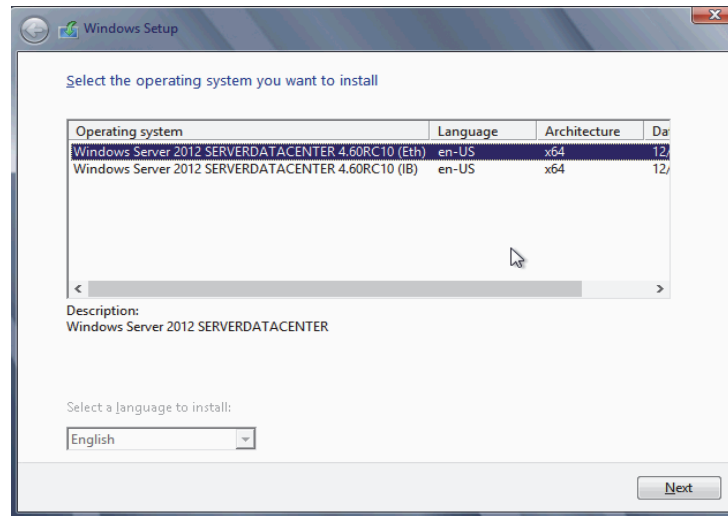 Windows Setup
Select the operating system you want to install
Operating system Language Architecture Da
Windows Server 2012 SERVERDATACENTER 4.60RC10 (Eth) en-US x64 12/
Windows Server 2012 SERVERDATACENTER 4.60RC10 (IB) en-US x64 12/
Description:
Windows Server 2012 SERVERDATACENTER
Select a language to install:
English
Next